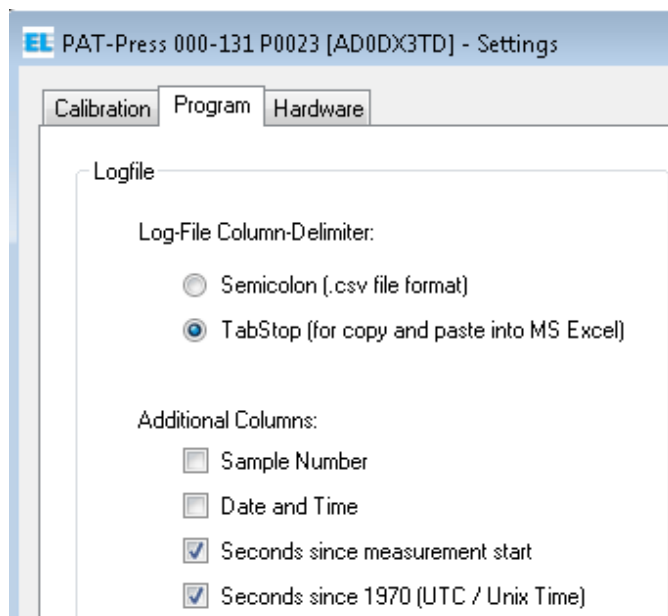 EL PAT-Press 000-131 P0023 [AD0DX3TD] - Settings
Calibration Program Hardware
Logfile
Log-File Column-Delimiter:
Semicolon (.csv file format)
TabStop (for copy and paste into MS Excel)
Additional Columns:
Sample Number
Date and Time
Seconds since measurement start
Seconds since 1970 (UTC / Unix Time)